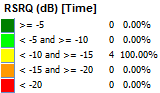 RSRQ (dB) [Time]
>= -5 0 0.00%
< -5 and >= -10 0 0.00%
< -10 and >= -15 4 100.00%
< -15 and >= -20 0 0.00%
< -20 0 0.00%